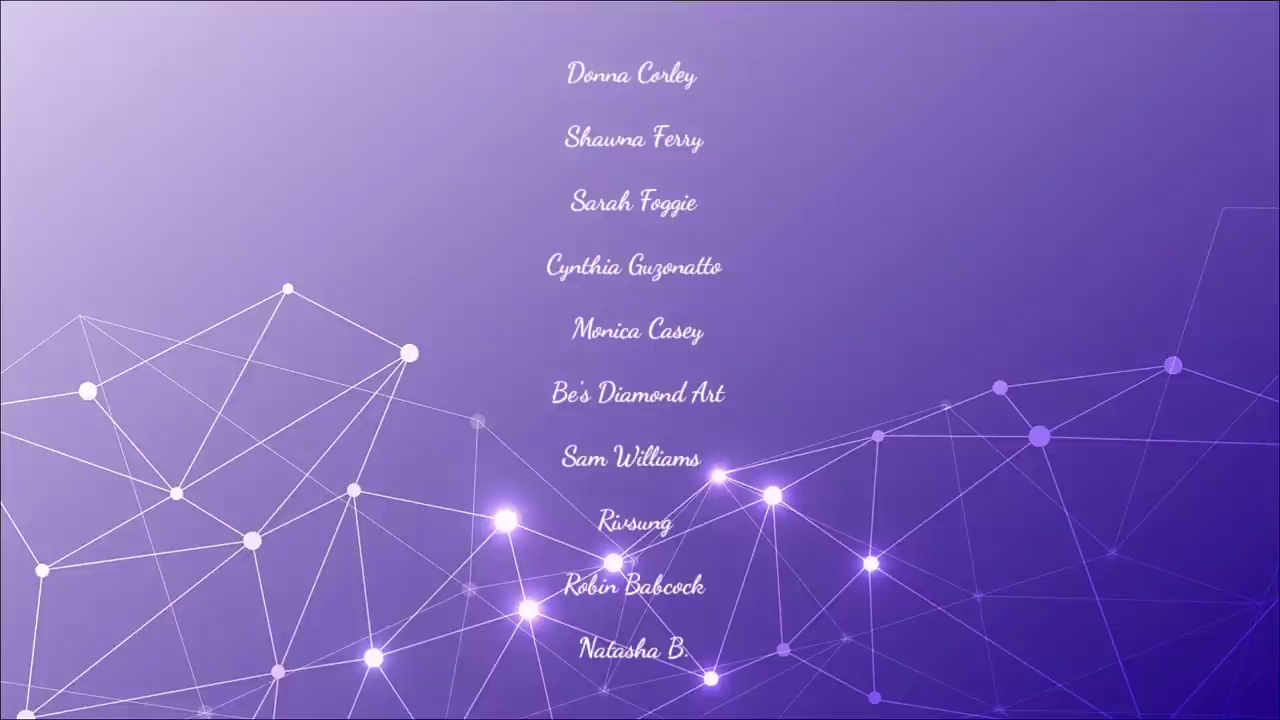 Donna Corley
Shawna Ferry
Sarah Foggie
Cynthia Guzonatto
Monica Casey
Be's Diamond Art
Sam Williams
Rivsung
Robin Babcock
Natasha B.